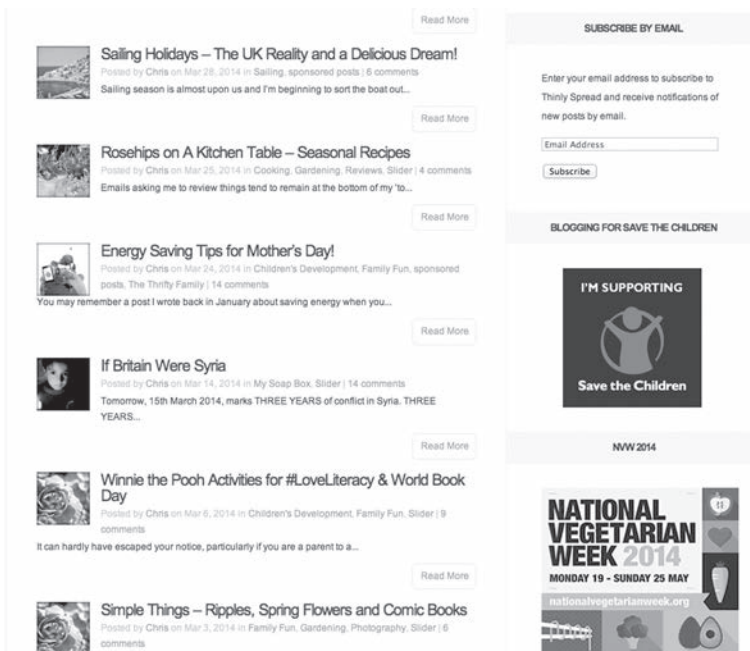 Read More
Sailing Holidays – The UK Reality and a Delicious Dream!
Posted by Chris on Mar 28, 2014 in Sailing, sponsored posts | 6 comments
Sailing season is almost upon us and I'm beginning to sort the boat out...
Read More
Rosehips on A Kitchen Table – Seasonal Recipes
Posted by Chris on Mar 25, 2014 in Cooking, Gardening, Reviews, Slider | 4 comments
Emails asking me to review things tend to remain at the bottom of my 'to...
Read More
Energy Saving Tips for Mother's Day!
Posted by Chris on Mar 24, 2014 in Children's Development, Family Fun, sponsored
posts, The Thrifty Family | 14 comments
You may remember a post I wrote back in January about saving energy when you...
Read More
If Britain Were Syria
Posted by Chris on Mar 14, 2014 in My Soap Box, Slider | 14 comments
Tomorrow, 15th March 2014, marks THREE YEARS of conflict in Syria. THREE
YEARS...
Read More
Winnie the Pooh Activities for #LoveLiteracy & World Book
Day
Posted by Chris on Mar 6, 2014 in Children's Development, Family Fun, Slider | 9
comments
It can hardly have escaped your notice, particularly if you are a parent to a...
Read More
Simple Things – Ripples, Spring Flowers and Comic Books
Posted by Chris on Mar 3, 2014 in Family Fun, Gardening, Photography, Slider | 6
comments
SUBSCRIBE BY EMAIL
Enter your email address to subscribe to
Thinly Spread and receive notifications of
new posts by email.
Email Address
Subscribe
BLOGGING FOR SAVE THE CHILDREN
I'M SUPPORTING
Save the Children
NVW 2014
NATIONAL
VEGETARIAN
WEEK 2014
MONDAY 19 - SUNDAY 25 MAY
nationalvegetarianweek.org